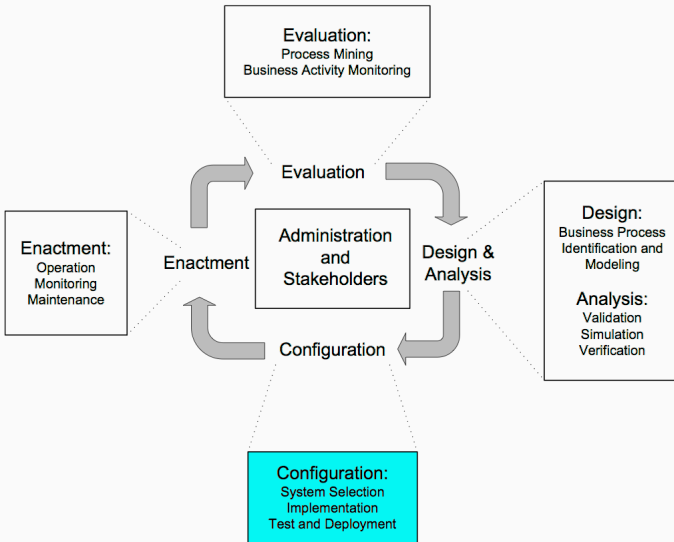 Evaluation:
Process Mining
Business Activity Monitoring
Evaluation
Enactment:
Operation
Monitoring
Maintenance
Enactment
Administration
and
Stakeholders
Design &
Analysis
Design:
Business Process
Identification and
Modeling
Analysis:
Validation
Simulation
Verification
Configuration
Configuration:
System Selection
Implementation
Test and Deployment